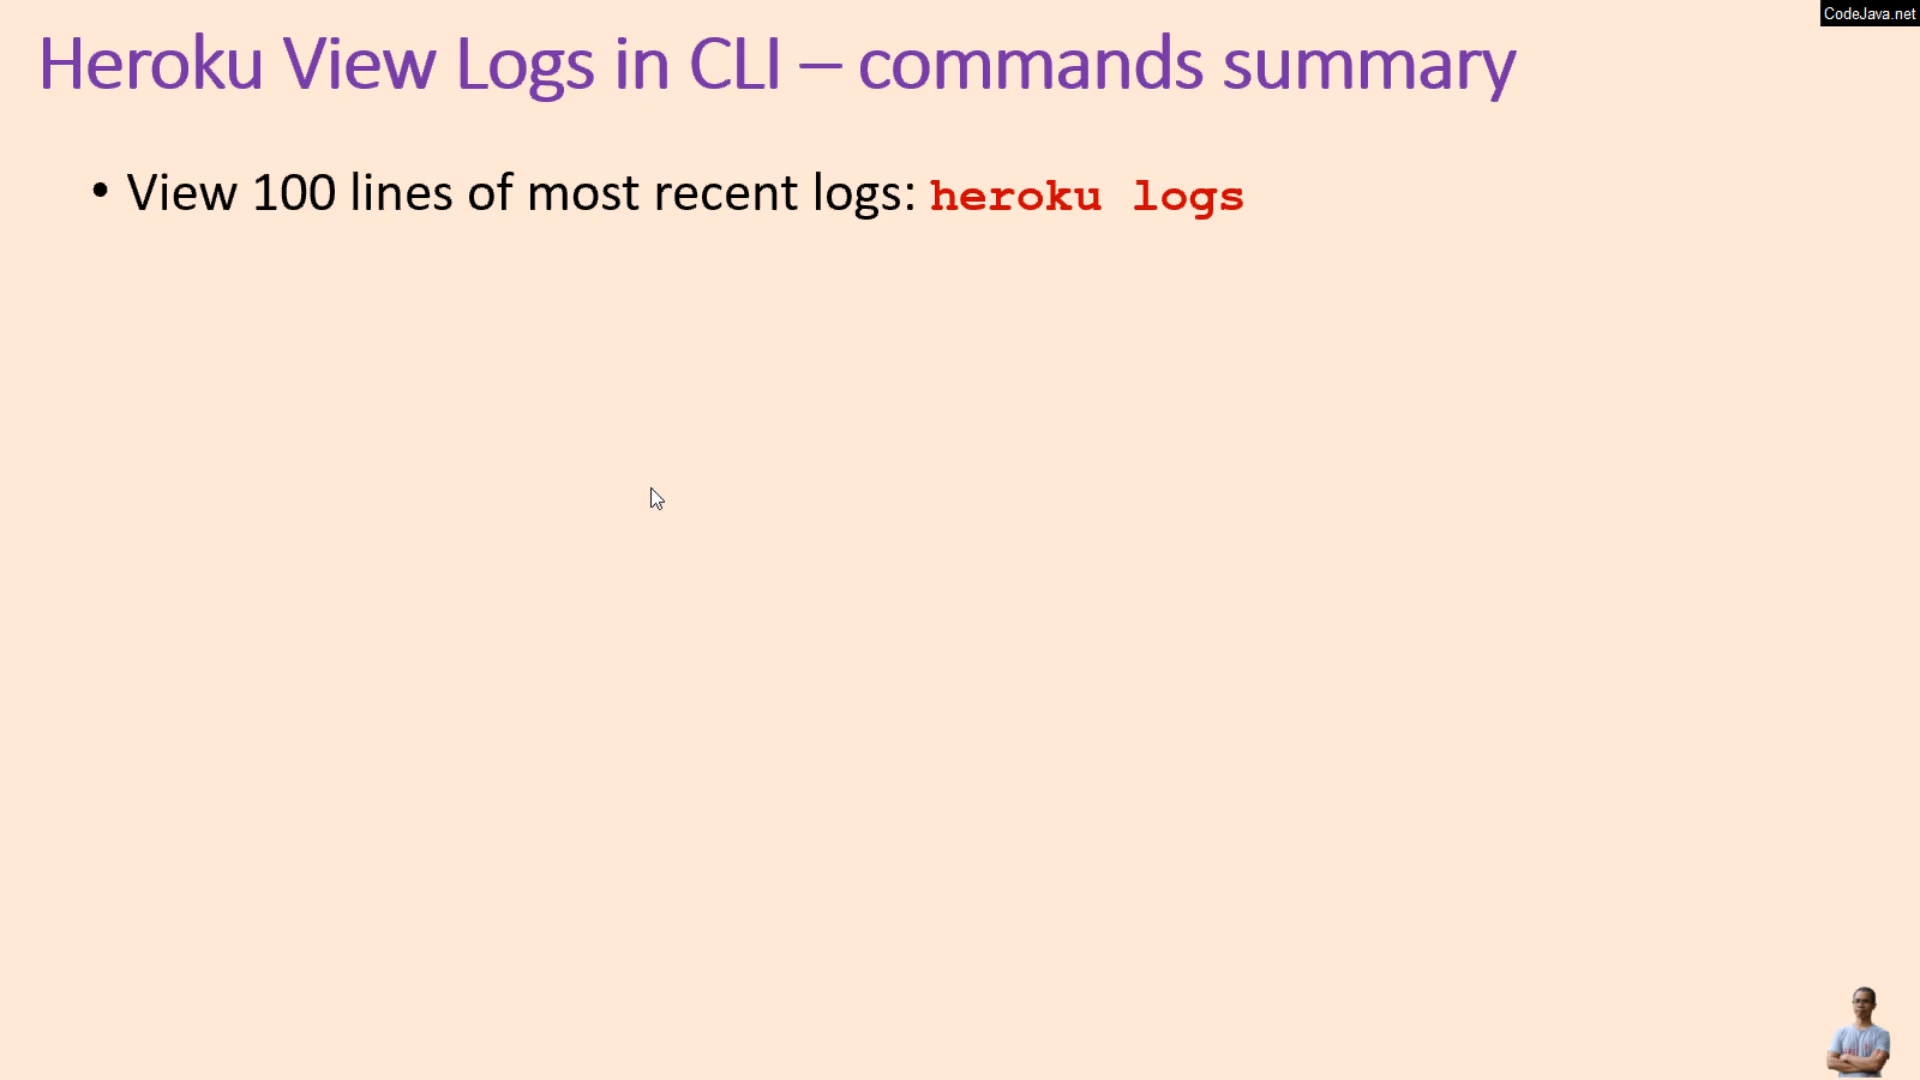 CodeJava.net
Heroku View Logs in CLI – commands summary
• View 100 lines of most recent logs: heroku logs